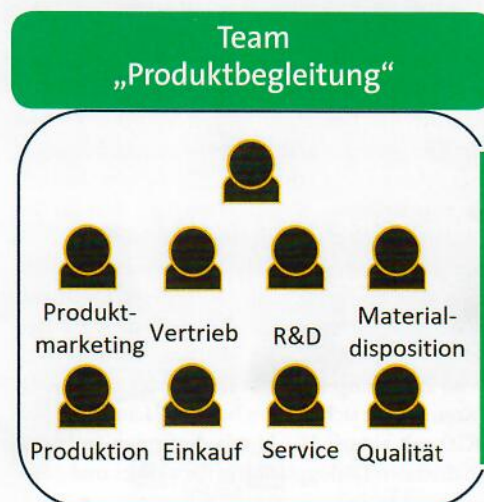 Team
„Produktbegleitung“
Produkt-
marketing
Vertrieb
R&D
Material-
disposition
Produktion
Einkauf
Service
Qualität